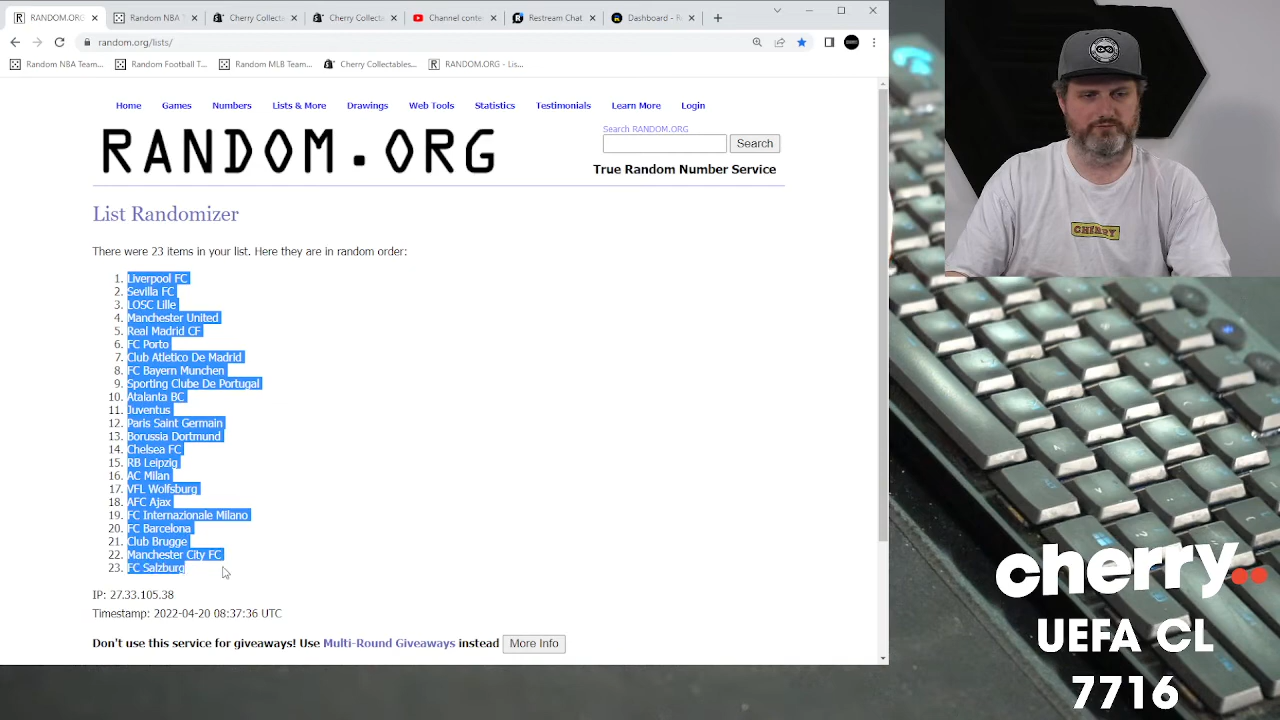 RANDOM.ORG
Random NBA T
Cherry Collecta
Cherry Collecta
Channel conte
Restream Chat
Dashboard - R
random.org/lists/
Random NBA Team...
Random Football T...
Random MLB Team...
Cherry Collectables...
RANDOM.ORG - Lis...
Home Games Numbers Lists & More Drawings Web Tools Statistics Testimonials Learn More Login
RANDOM.ORG
Search RANDOM.ORG
Search
True Random Number Service
List Randomizer
There were 23 items in your list. Here they are in random order:
1. Liverpool FC
2. Sevilla FC
3. LOSC Lille
4. Manchester United
5. Real Madrid CF
6. FC Porto
7. Club Atletico De Madrid
8. FC Bayern Munchen
9. Sporting Clube De Portugal
10. Atalanta BC
11. Juventus
12. Paris Saint Germain
13. Borussia Dortmund
14. Chelsea FC
15. RB Leipzig
16. AC Milan
17. VFL Wolfsburg
18. AFC Ajax
19. FC Internazionale Milano
20. FC Barcelona
21. Club Brugge
22. Manchester City FC
23. FC Salzburg
IP: 27.33.105.38
Timestamp: 2022-04-20 08:37:36 UTC
Don't use this service for giveaways! Use Multi-Round Giveaways instead
More Info
CHERRY
cherry
UEFA CL
7716